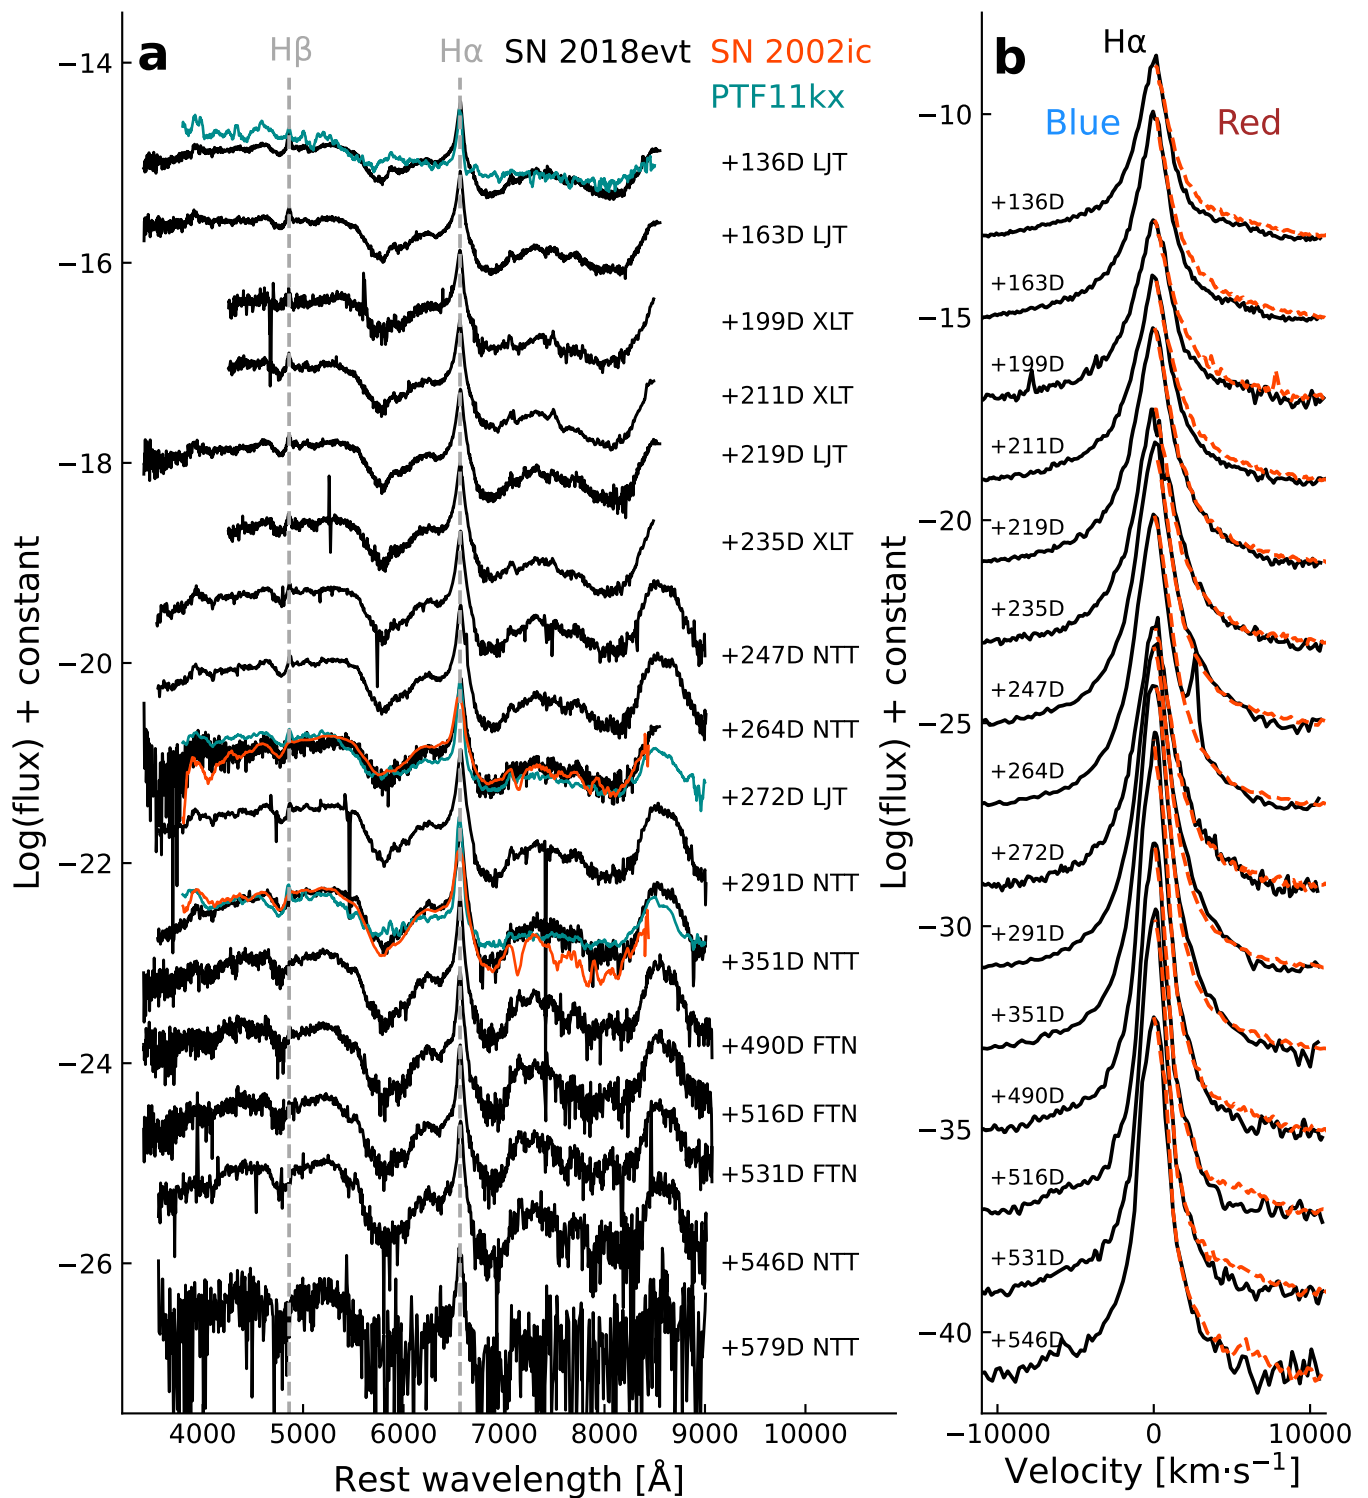 a
Hβ
Hα
SN 2018evt
SN 2002ic
PTF11kx
−14
−16
−18
−20
−22
−24
−26
Log(flux) + constant
+136D LJT
+163D LJT
+199D XLT
+211D XLT
+219D LJT
+235D XLT
+247D NTT
+264D NTT
+272D LJT
+291D NTT
+351D NTT
+490D FTN
+516D FTN
+531D FTN
+546D NTT
+579D NTT
4000 5000 6000 7000 8000 9000 10000
Rest wavelength [Å]
b
Hα
Blue
Red
−10
−15
−20
−25
−30
−35
−40
Log(flux) + constant
+136D
+163D
+199D
+211D
+219D
+235D
+247D
+264D
+272D
+291D
+351D
+490D
+516D
+531D
+546D
−10000 0 10000
Velocity [km·s⁻¹]